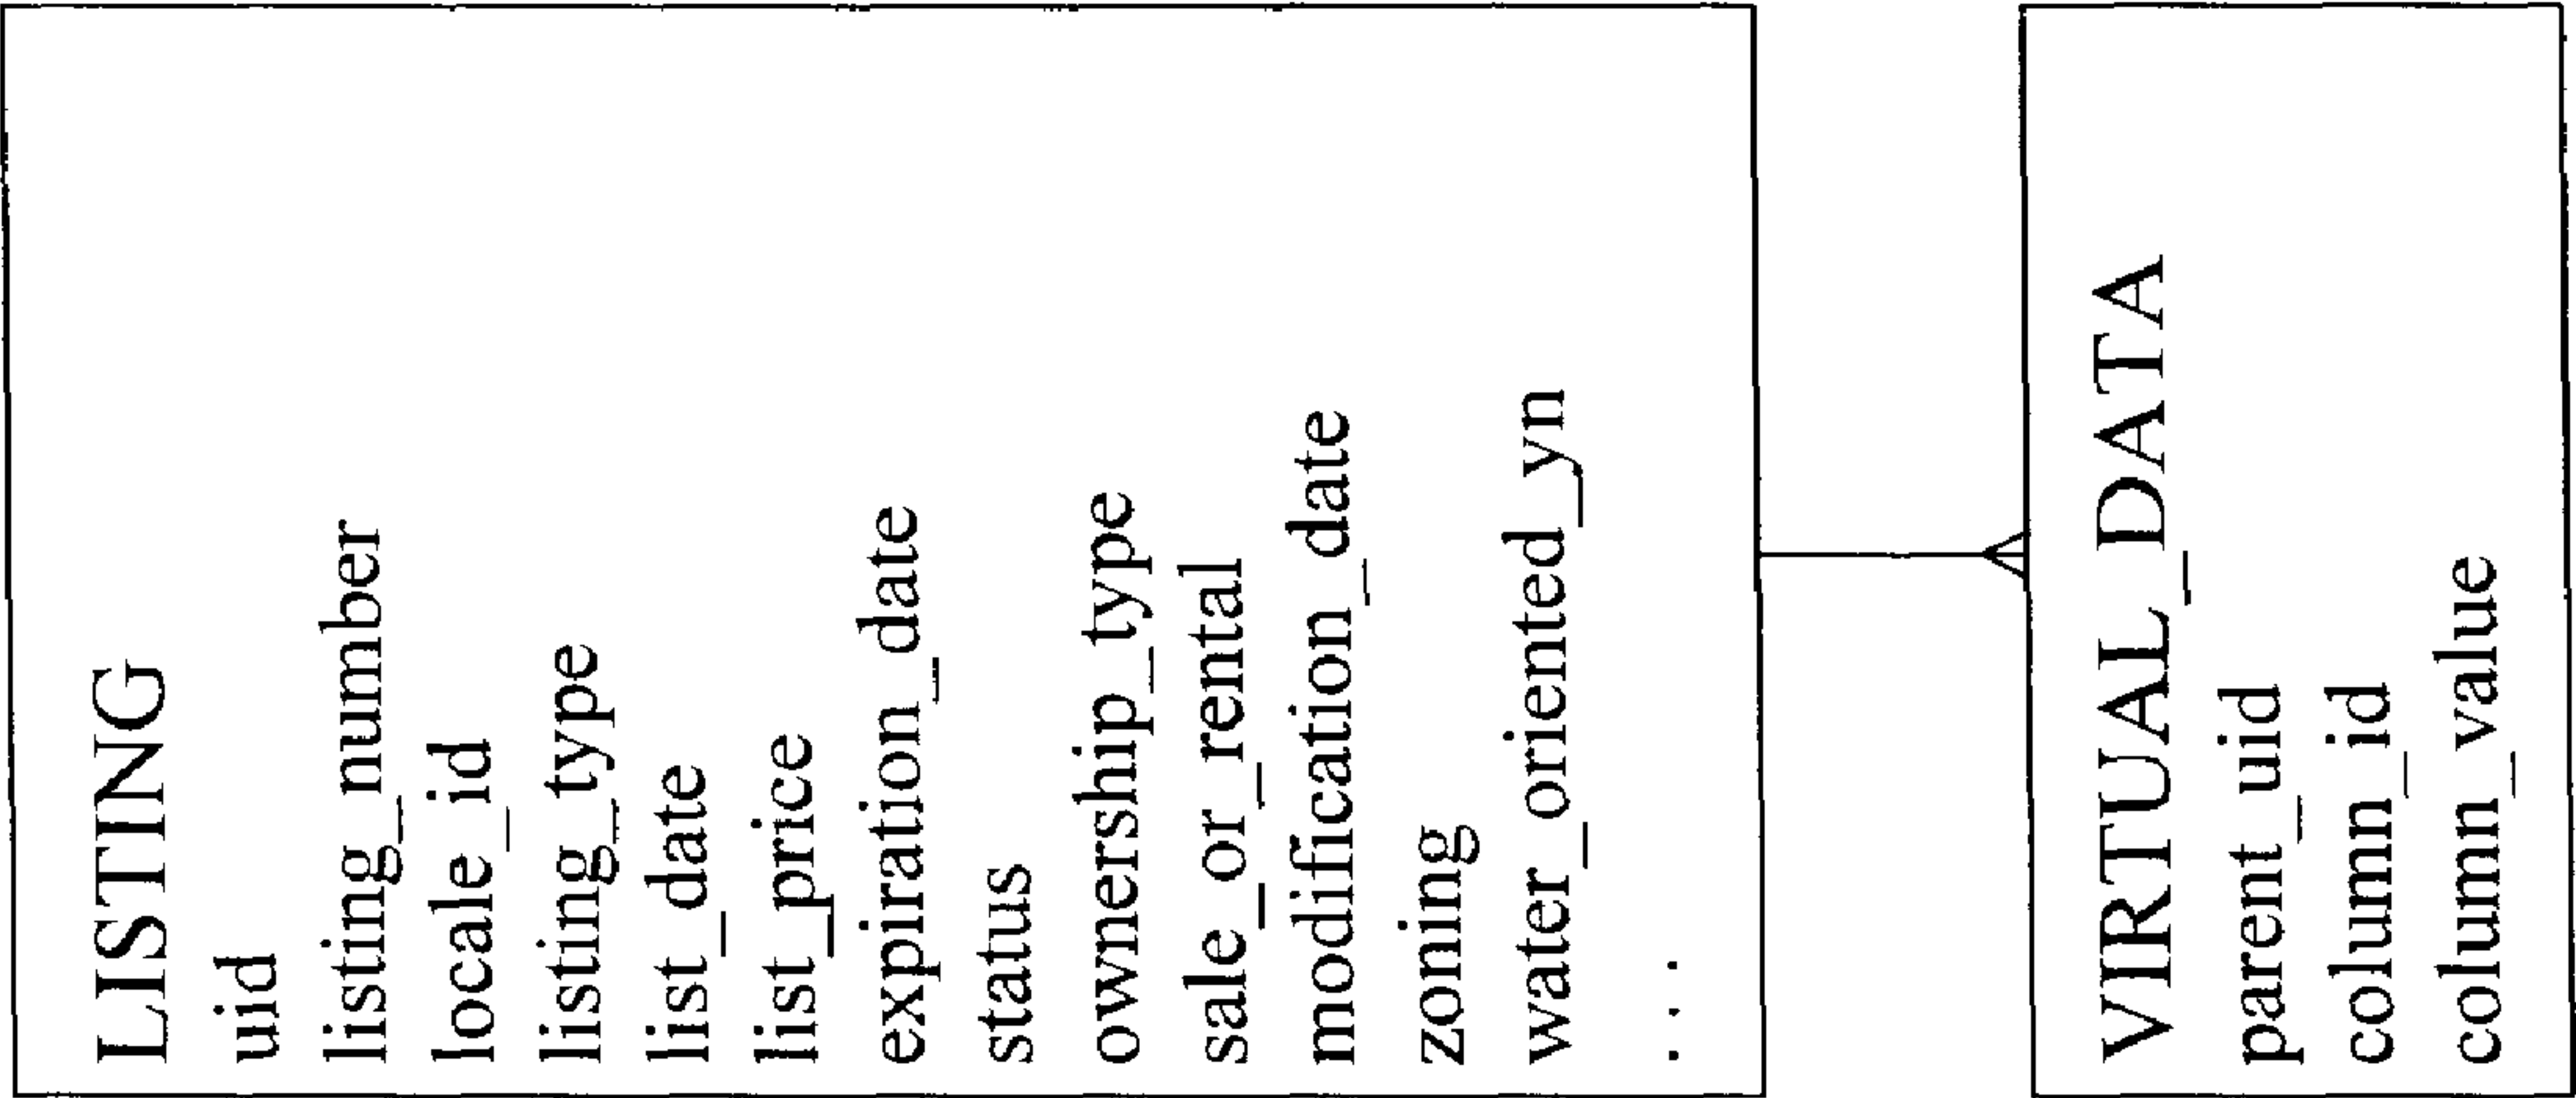 LISTING
uid
listing_number
locale_id
listing_type
list_date
list_price
expiration_date
status
ownership_type
sale_or_rental
modification_date
zoning
water_oriented_yn
. . .
VIRTUAL_DATA
parent_uid
column_id
column_value